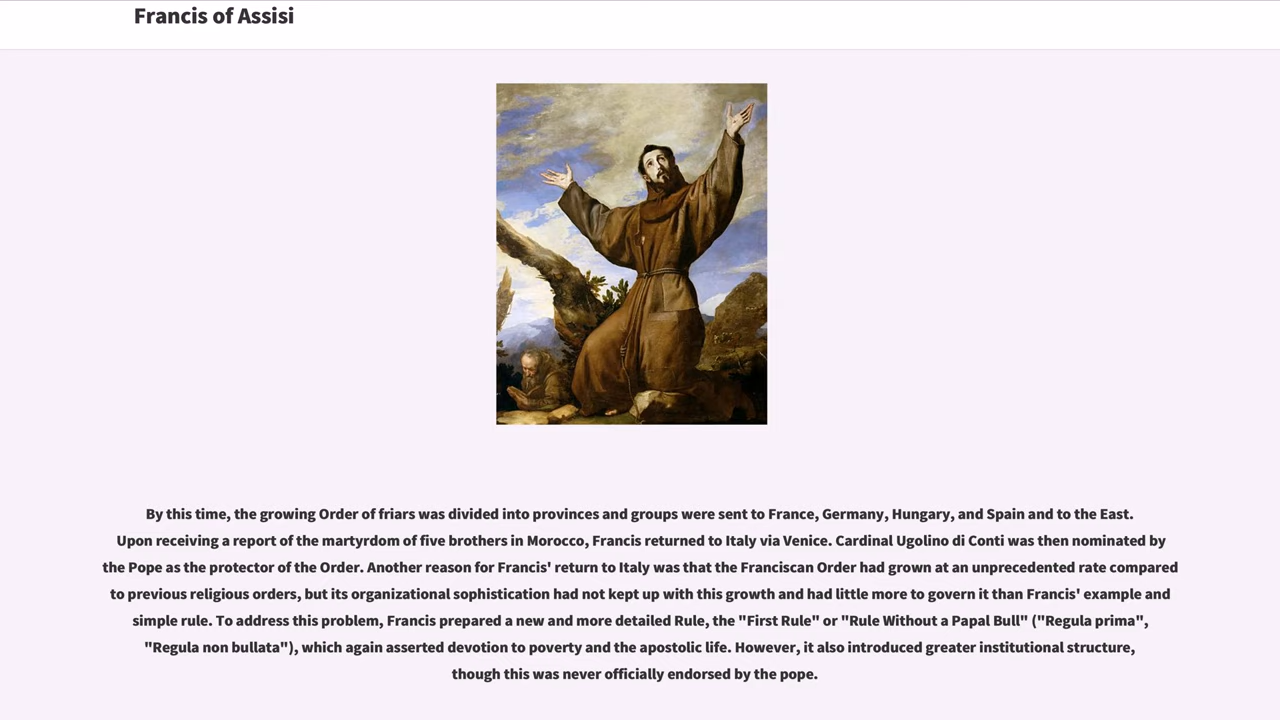 Francis of Assisi
By this time, the growing Order of friars was divided into provinces and groups were sent to France, Germany, Hungary, and Spain and to the East.
Upon receiving a report of the martyrdom of five brothers in Morocco, Francis returned to Italy via Venice. Cardinal Ugolino di Conti was then nominated by
the Pope as the protector of the Order. Another reason for Francis' return to Italy was that the Franciscan Order had grown at an unprecedented rate compared
to previous religious orders, but its organizational sophistication had not kept up with this growth and had little more to govern it than Francis' example and
simple rule. To address this problem, Francis prepared a new and more detailed Rule, the "First Rule" or "Rule Without a Papal Bull" ("Regula prima",
"Regula non bullata"), which again asserted devotion to poverty and the apostolic life. However, it also introduced greater institutional structure,
though this was never officially endorsed by the pope.